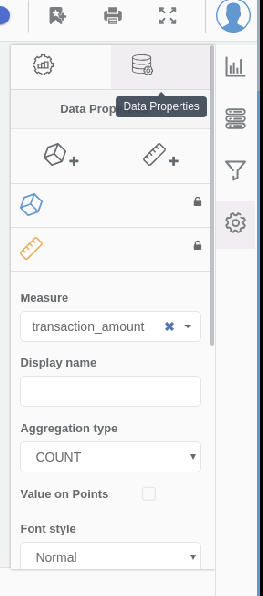 Data Prop
Data Properties
Measure
transaction_amount
Display name
Aggregation type
COUNT
Value on Points
Font style
Normal